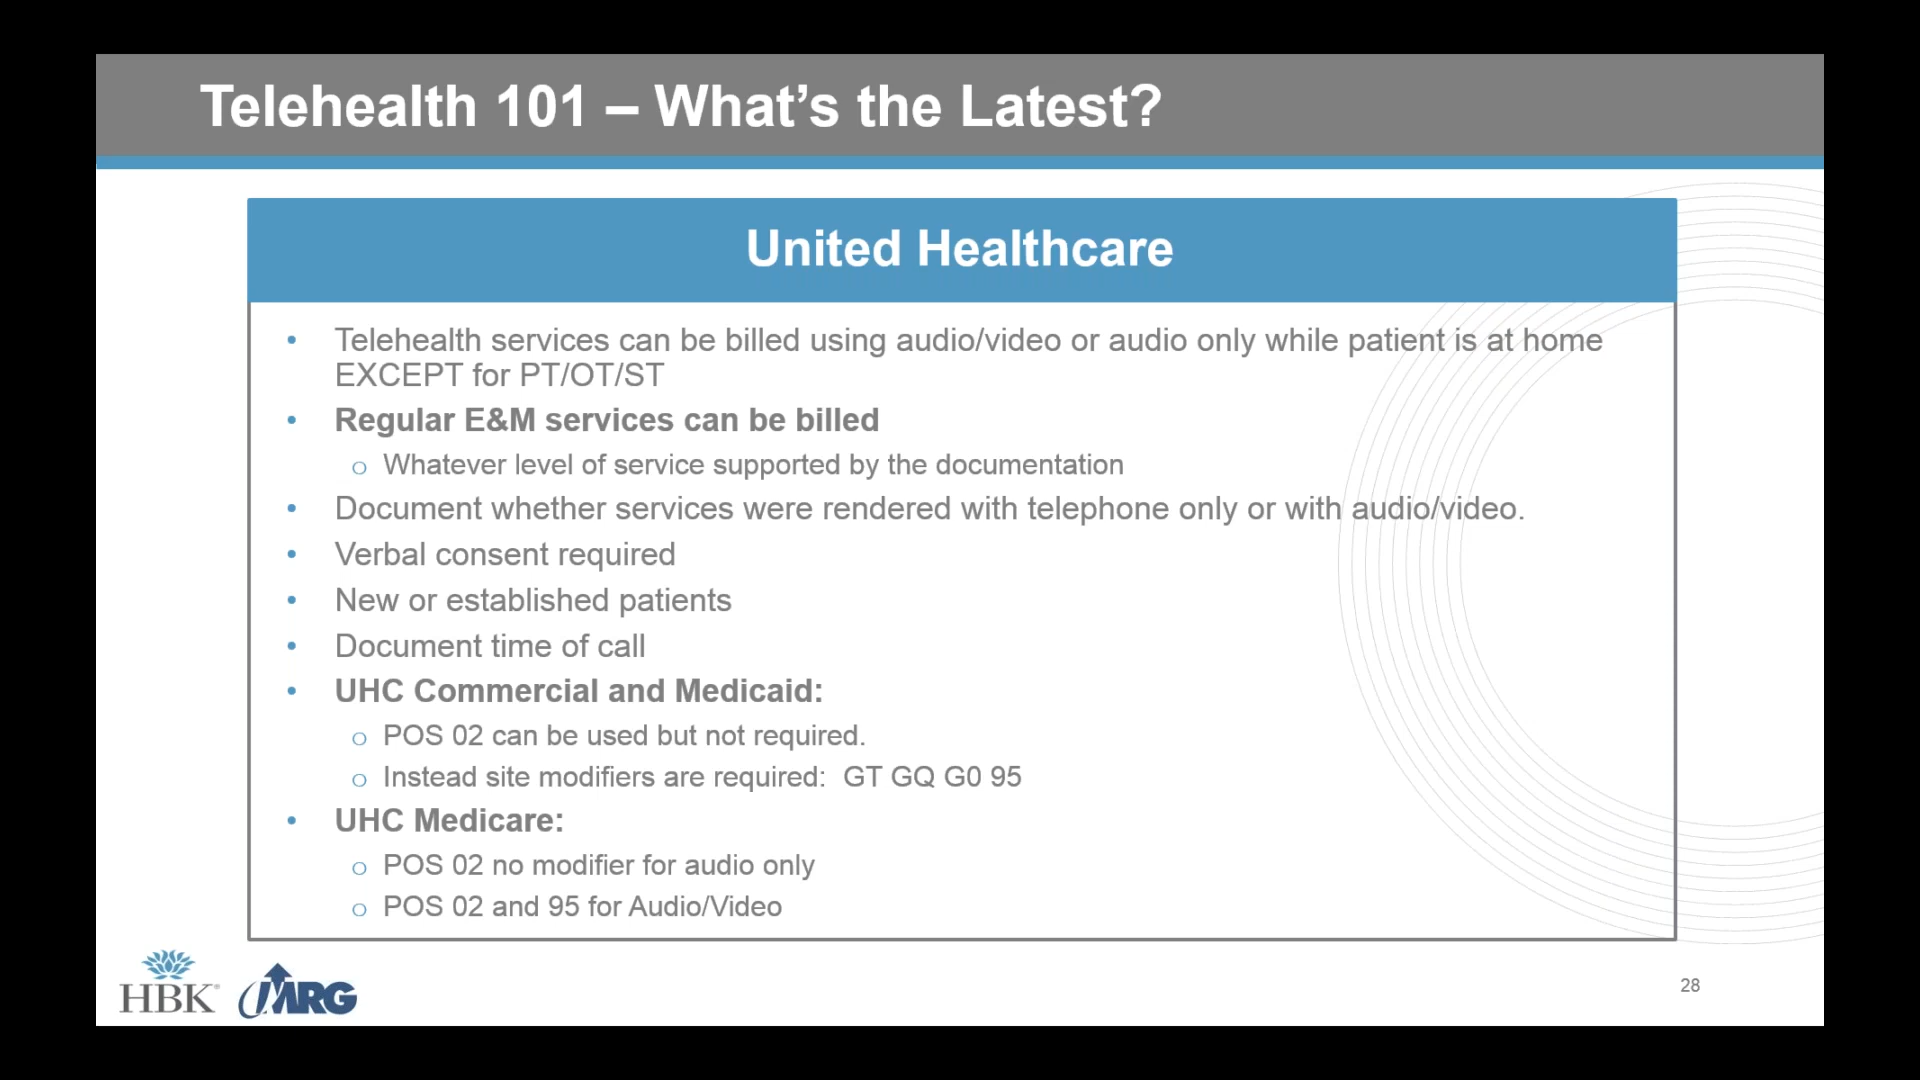 Telehealth 101 – What’s the Latest?
United Healthcare
• Telehealth services can be billed using audio/video or audio only while patient is at home
EXCEPT for PT/OT/ST
• Regular E&M services can be billed
o Whatever level of service supported by the documentation
• Document whether services were rendered with telephone only or with audio/video.
• Verbal consent required
• New or established patients
• Document time of call
• UHC Commercial and Medicaid:
o POS 02 can be used but not required.
o Instead site modifiers are required:  GT GQ G0 95
• UHC Medicare:
o POS 02 no modifier for audio only
o POS 02 and 95 for Audio/Video
HBK® MRG
28